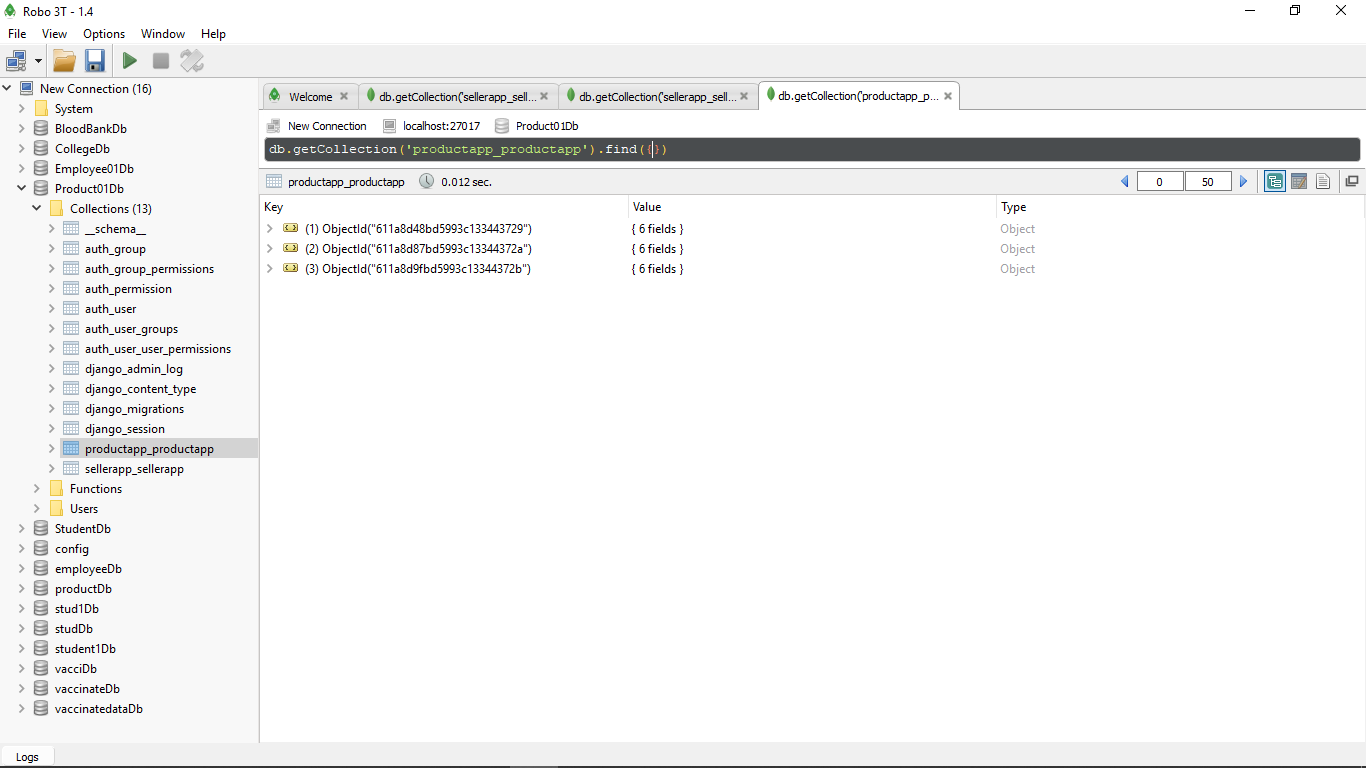 Robo 3T - 1.4
File View Options Window Help
New Connection (16)
System
BloodBankDb
CollegeDb
Employee01Db
Product01Db
Collections (13)
__schema__
auth_group
auth_group_permissions
auth_permission
auth_user
auth_user_groups
auth_user_user_permissions
django_admin_log
django_content_type
django_migrations
django_session
productapp_productapp
sellerapp_sellerapp
Functions
Users
StudentDb
config
employeeDb
productDb
stud1Db
studDb
student1Db
vacciDb
vaccinateDb
vaccinatedataDb
Welcome db.getCollection('sellerapp_sell... db.getCollection('sellerapp_sell... db.getCollection('productapp_p...
New Connection localhost:27017 Product01Db
db.getCollection('productapp_productapp').find({})
productapp_productapp 0.012 sec. 0 50
Key Value Type
(1) ObjectId("611a8d48bd5993c133443729") { 6 fields } Object
(2) ObjectId("611a8d87bd5993c13344372a") { 6 fields } Object
(3) ObjectId("611a8d9fbd5993c13344372b") { 6 fields } Object
Logs